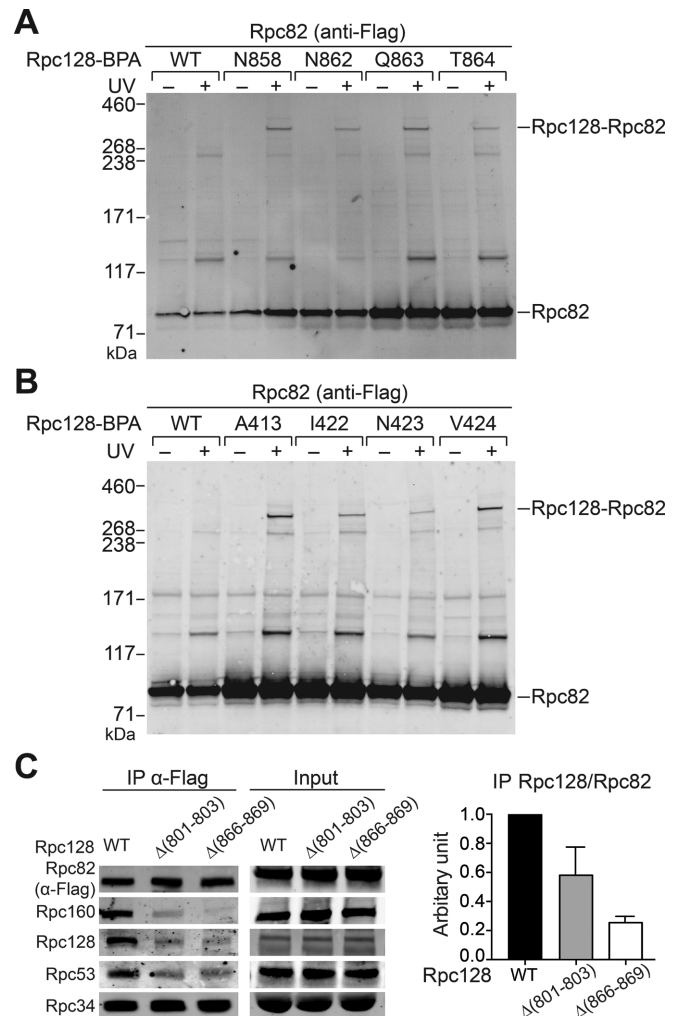 A
Rpc82 (anti-Flag)
Rpc128-BPA WT N858 N862 Q863 T864
UV – + – + – + – + – +
460
Rpc128-Rpc82
268
238
171
117
Rpc82
71
kDa
B
Rpc82 (anti-Flag)
Rpc128-BPA WT A413 I422 N423 V424
UV – + – + – + – + – +
460
Rpc128-Rpc82
268
238
171
117
Rpc82
71
kDa
C
IP α-Flag Input
Rpc128 WT Δ(801-803) Δ(866-869) WT Δ(801-803) Δ(866-869)
Rpc82
(α-Flag)
Rpc160
Rpc128
Rpc53
Rpc34
IP Rpc128/Rpc82
Arbitary unit
1.0
0.8
0.6
0.4
0.2
0.0
Rpc128 WT Δ(801-803) Δ(866-869)